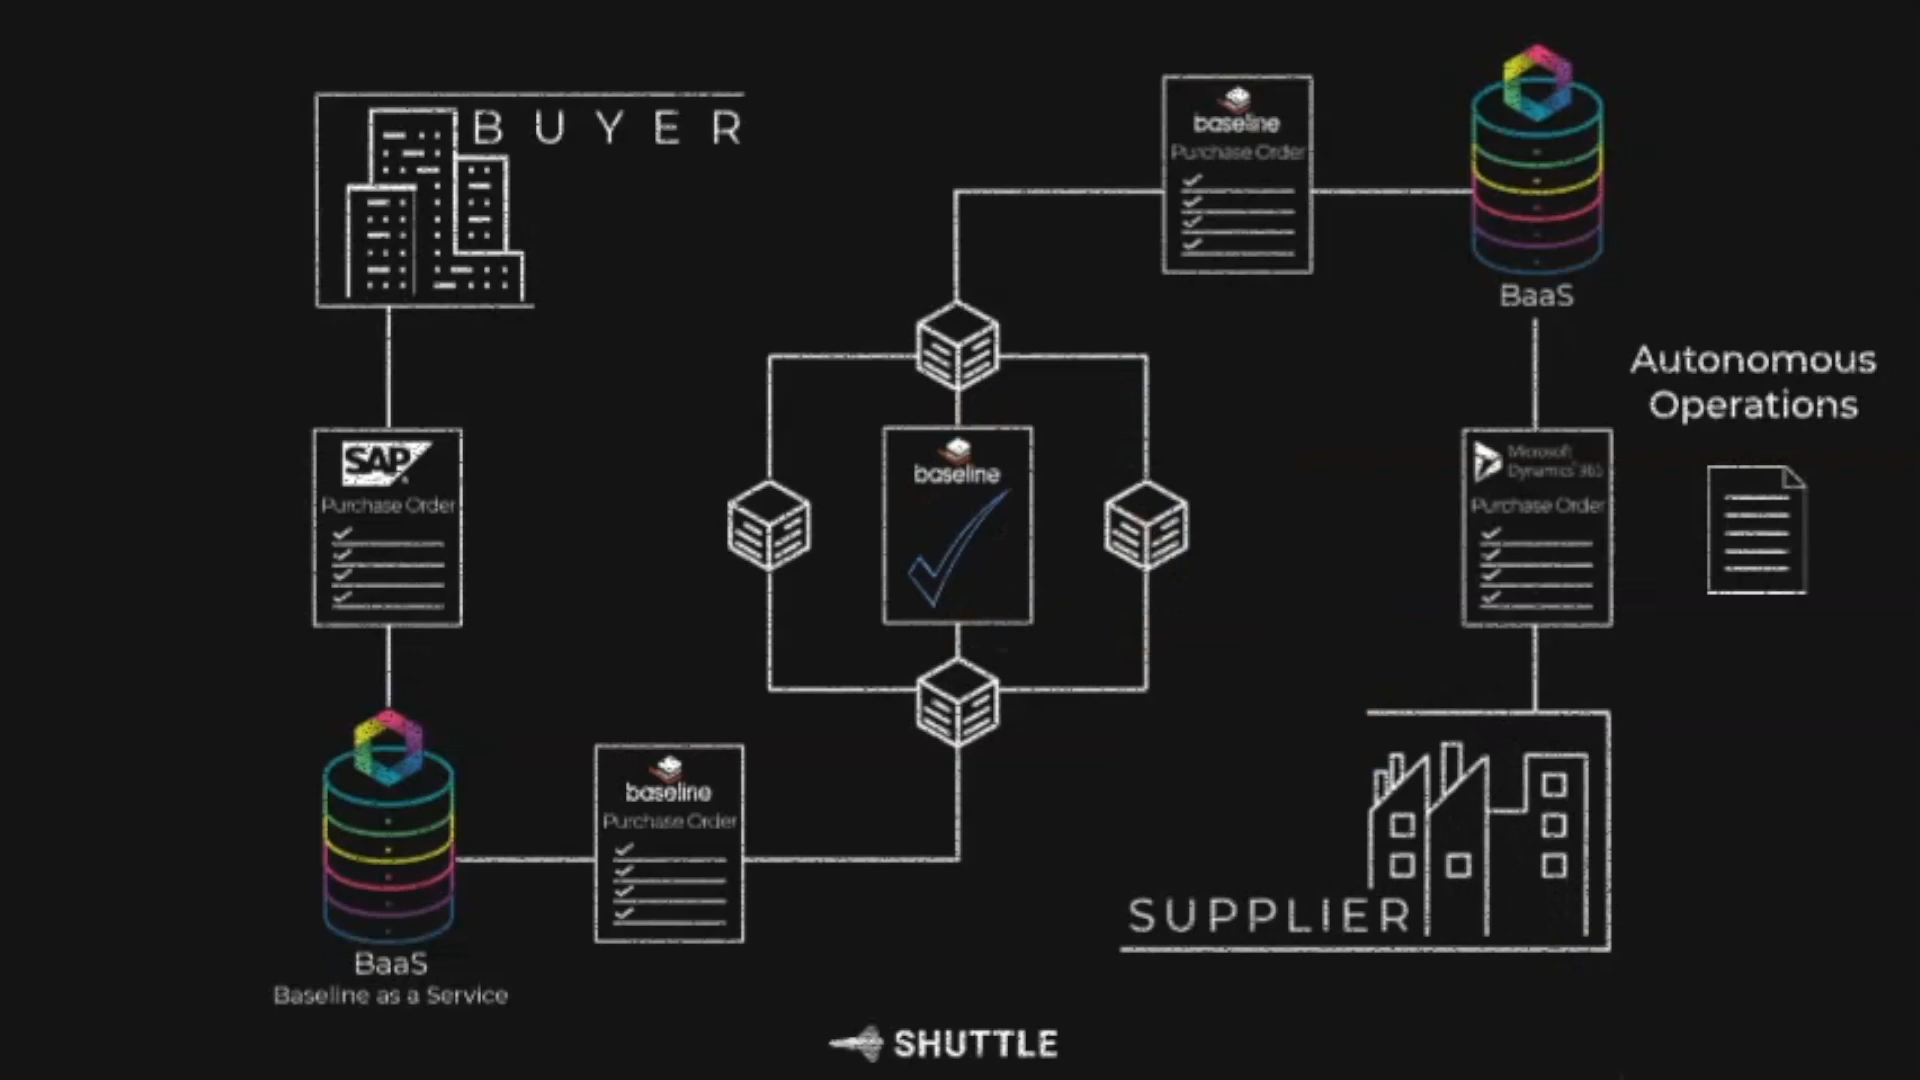 BUYER
SAP
Purchase Order
BaaS
Baseline as a Service
baseline
Purchase Order
baseline
baseline
Purchase Order
BaaS
Autonomous
Operations
Microsoft
Dynamics 365
Purchase Order
SUPPLIER
SHUTTLE